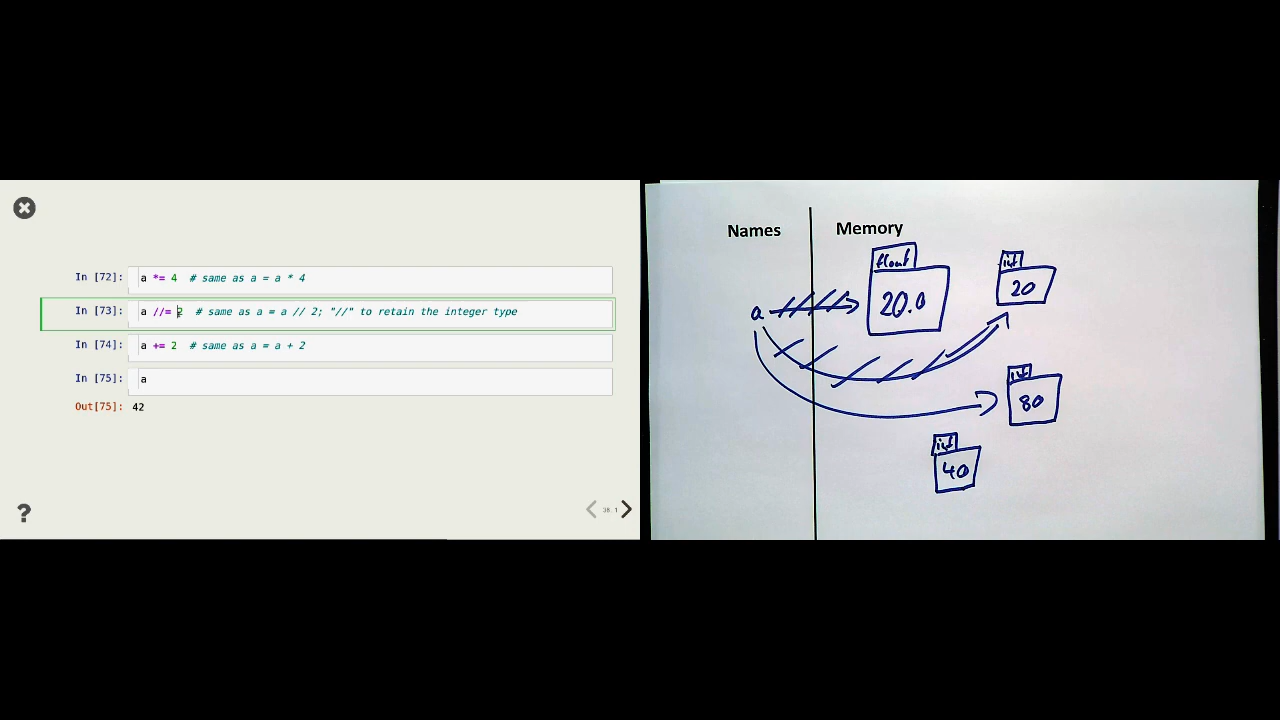 In [72]: a *= 4 # same as a = a * 4
In [73]: a //= 2 # same as a = a // 2; "//" to retain the integer type
In [74]: a += 2 # same as a = a + 2
In [75]: a
Out[75]: 42
?
38.1
Names Memory
float
20.0
int
20
a
int
80
int
40